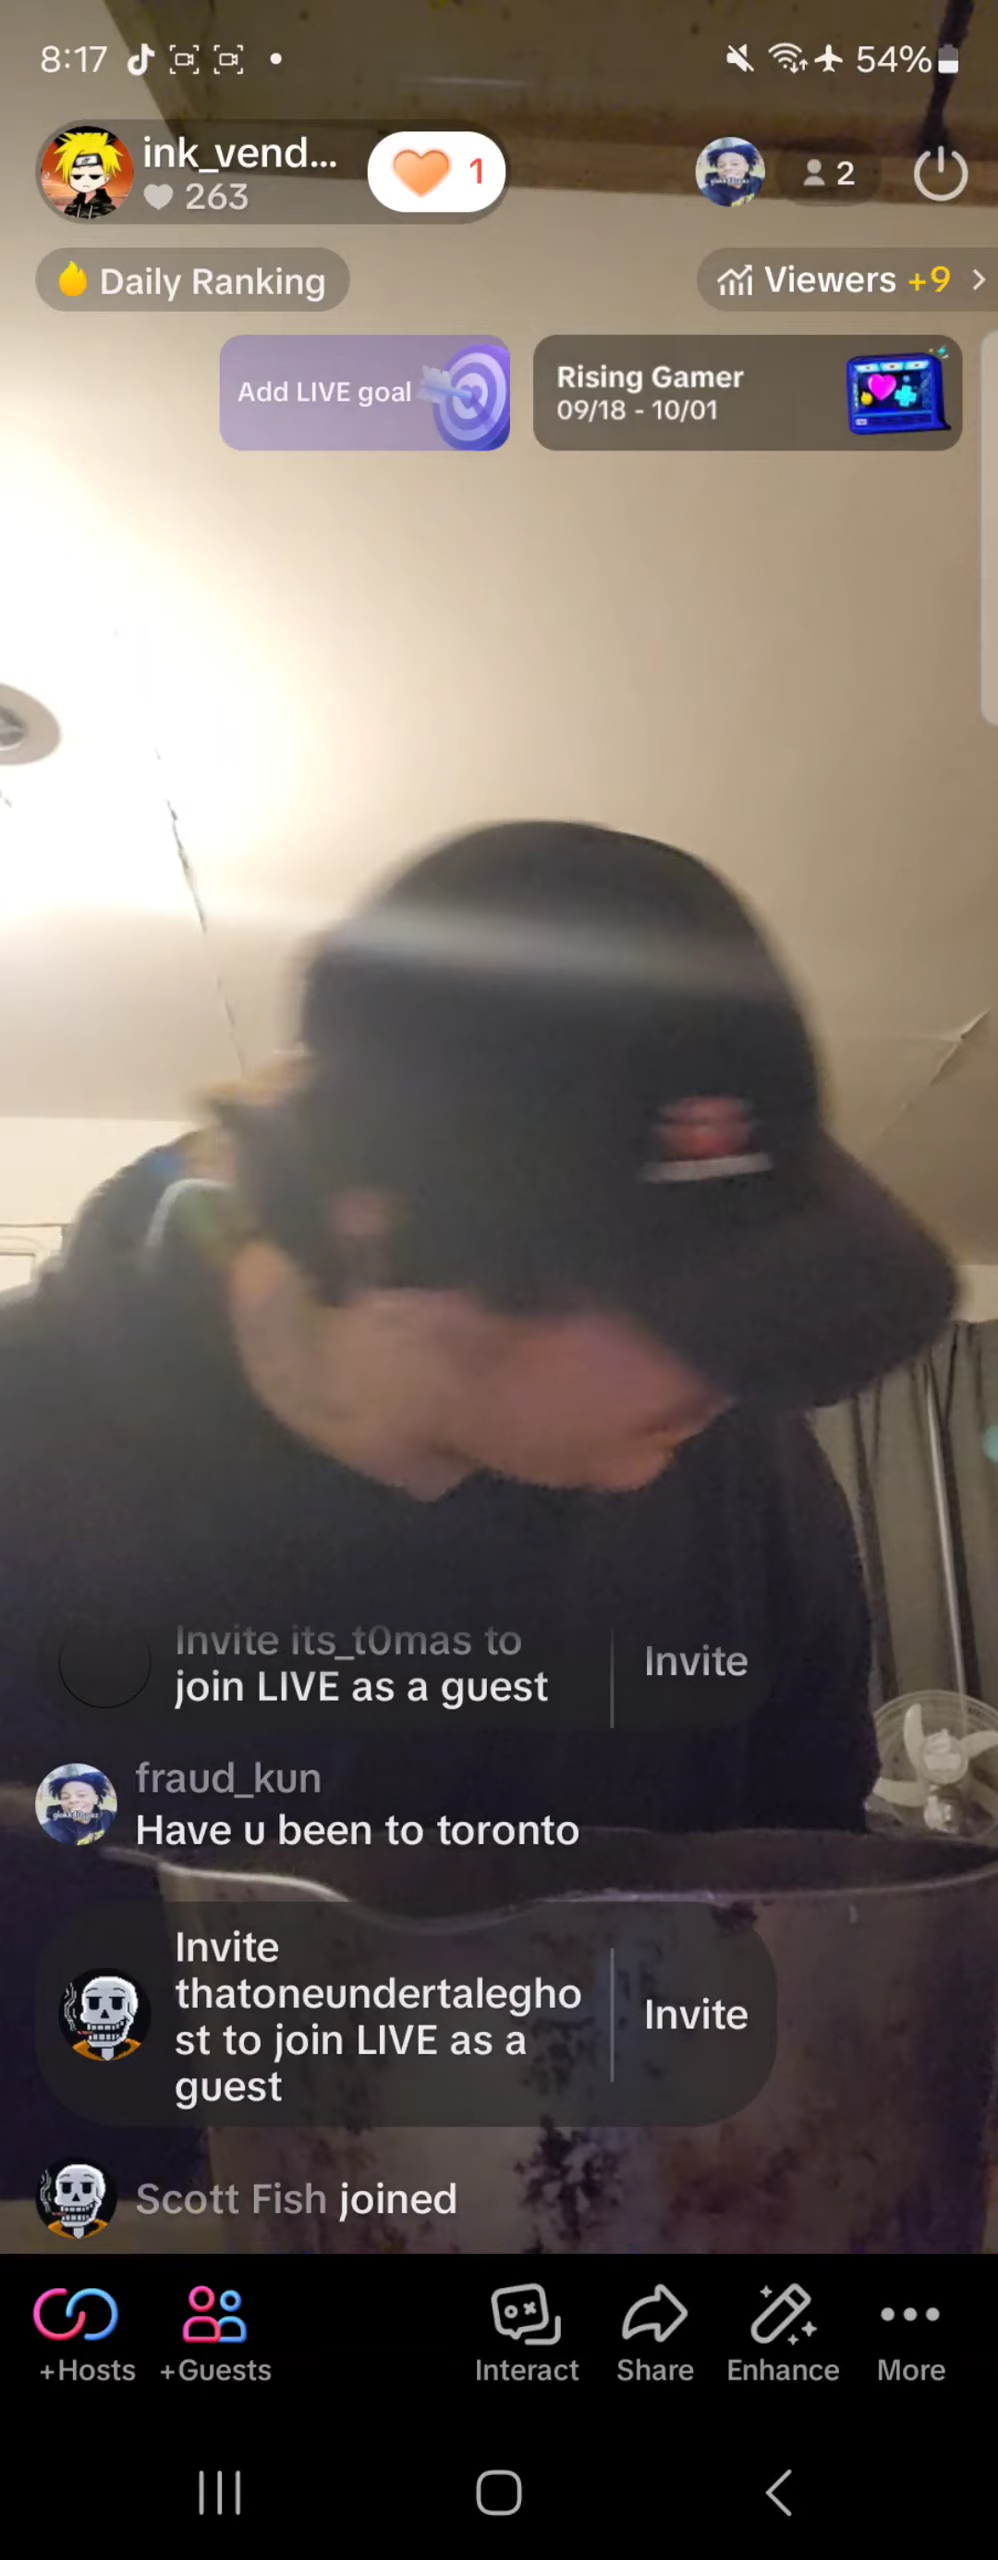 8:17
54%
ink_vend...
263
1
2
Daily Ranking
Viewers +9
Add LIVE goal
Rising Gamer
09/18 - 10/01
Invite its_t0mas to
join LIVE as a guest
Invite
fraud_kun
Have u been to toronto
Invite
thatoneundertalegho
st to join LIVE as a
guest
Invite
Scott Fish joined
+Hosts
+Guests
Interact
Share
Enhance
More